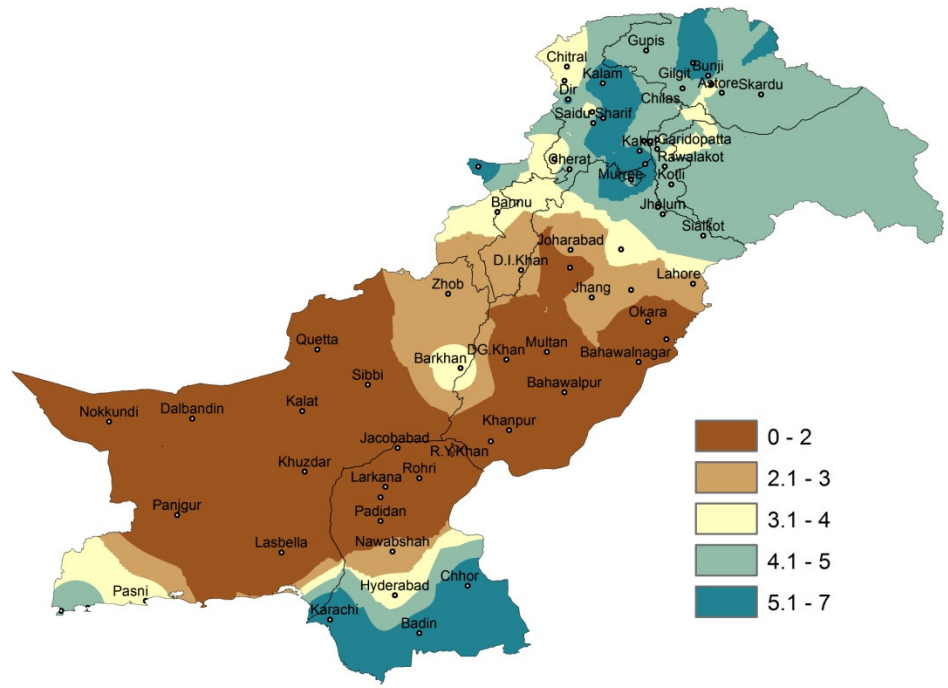 Gupis
Chitral
Kalam
Gilgit
Bunji
Astore
Skardu
Dir
Chilas
Saidu Sharif
Garidopatta
Cherat
Rawalakot
Murree
Kotli
Bannu
Jhelum
Sialkot
Joharabad
D.I.Khan
Lahore
Zhob
Jhang
Okara
Quetta
DG.Khan
Multan
Bahawalnagar
Barkhan
Sibbi
Bahawalpur
Nokkundi
Dalbandin
Kalat
Khanpur
Jacobabad
R.Y.Khan
Khuzdar
Rohri
Larkana
Panjgur
Padidan
Lasbella
Nawabshah
Pasni
Hyderabad
Chhor
Karachi
Badin
0 - 2
2.1 - 3
3.1 - 4
4.1 - 5
5.1 - 7